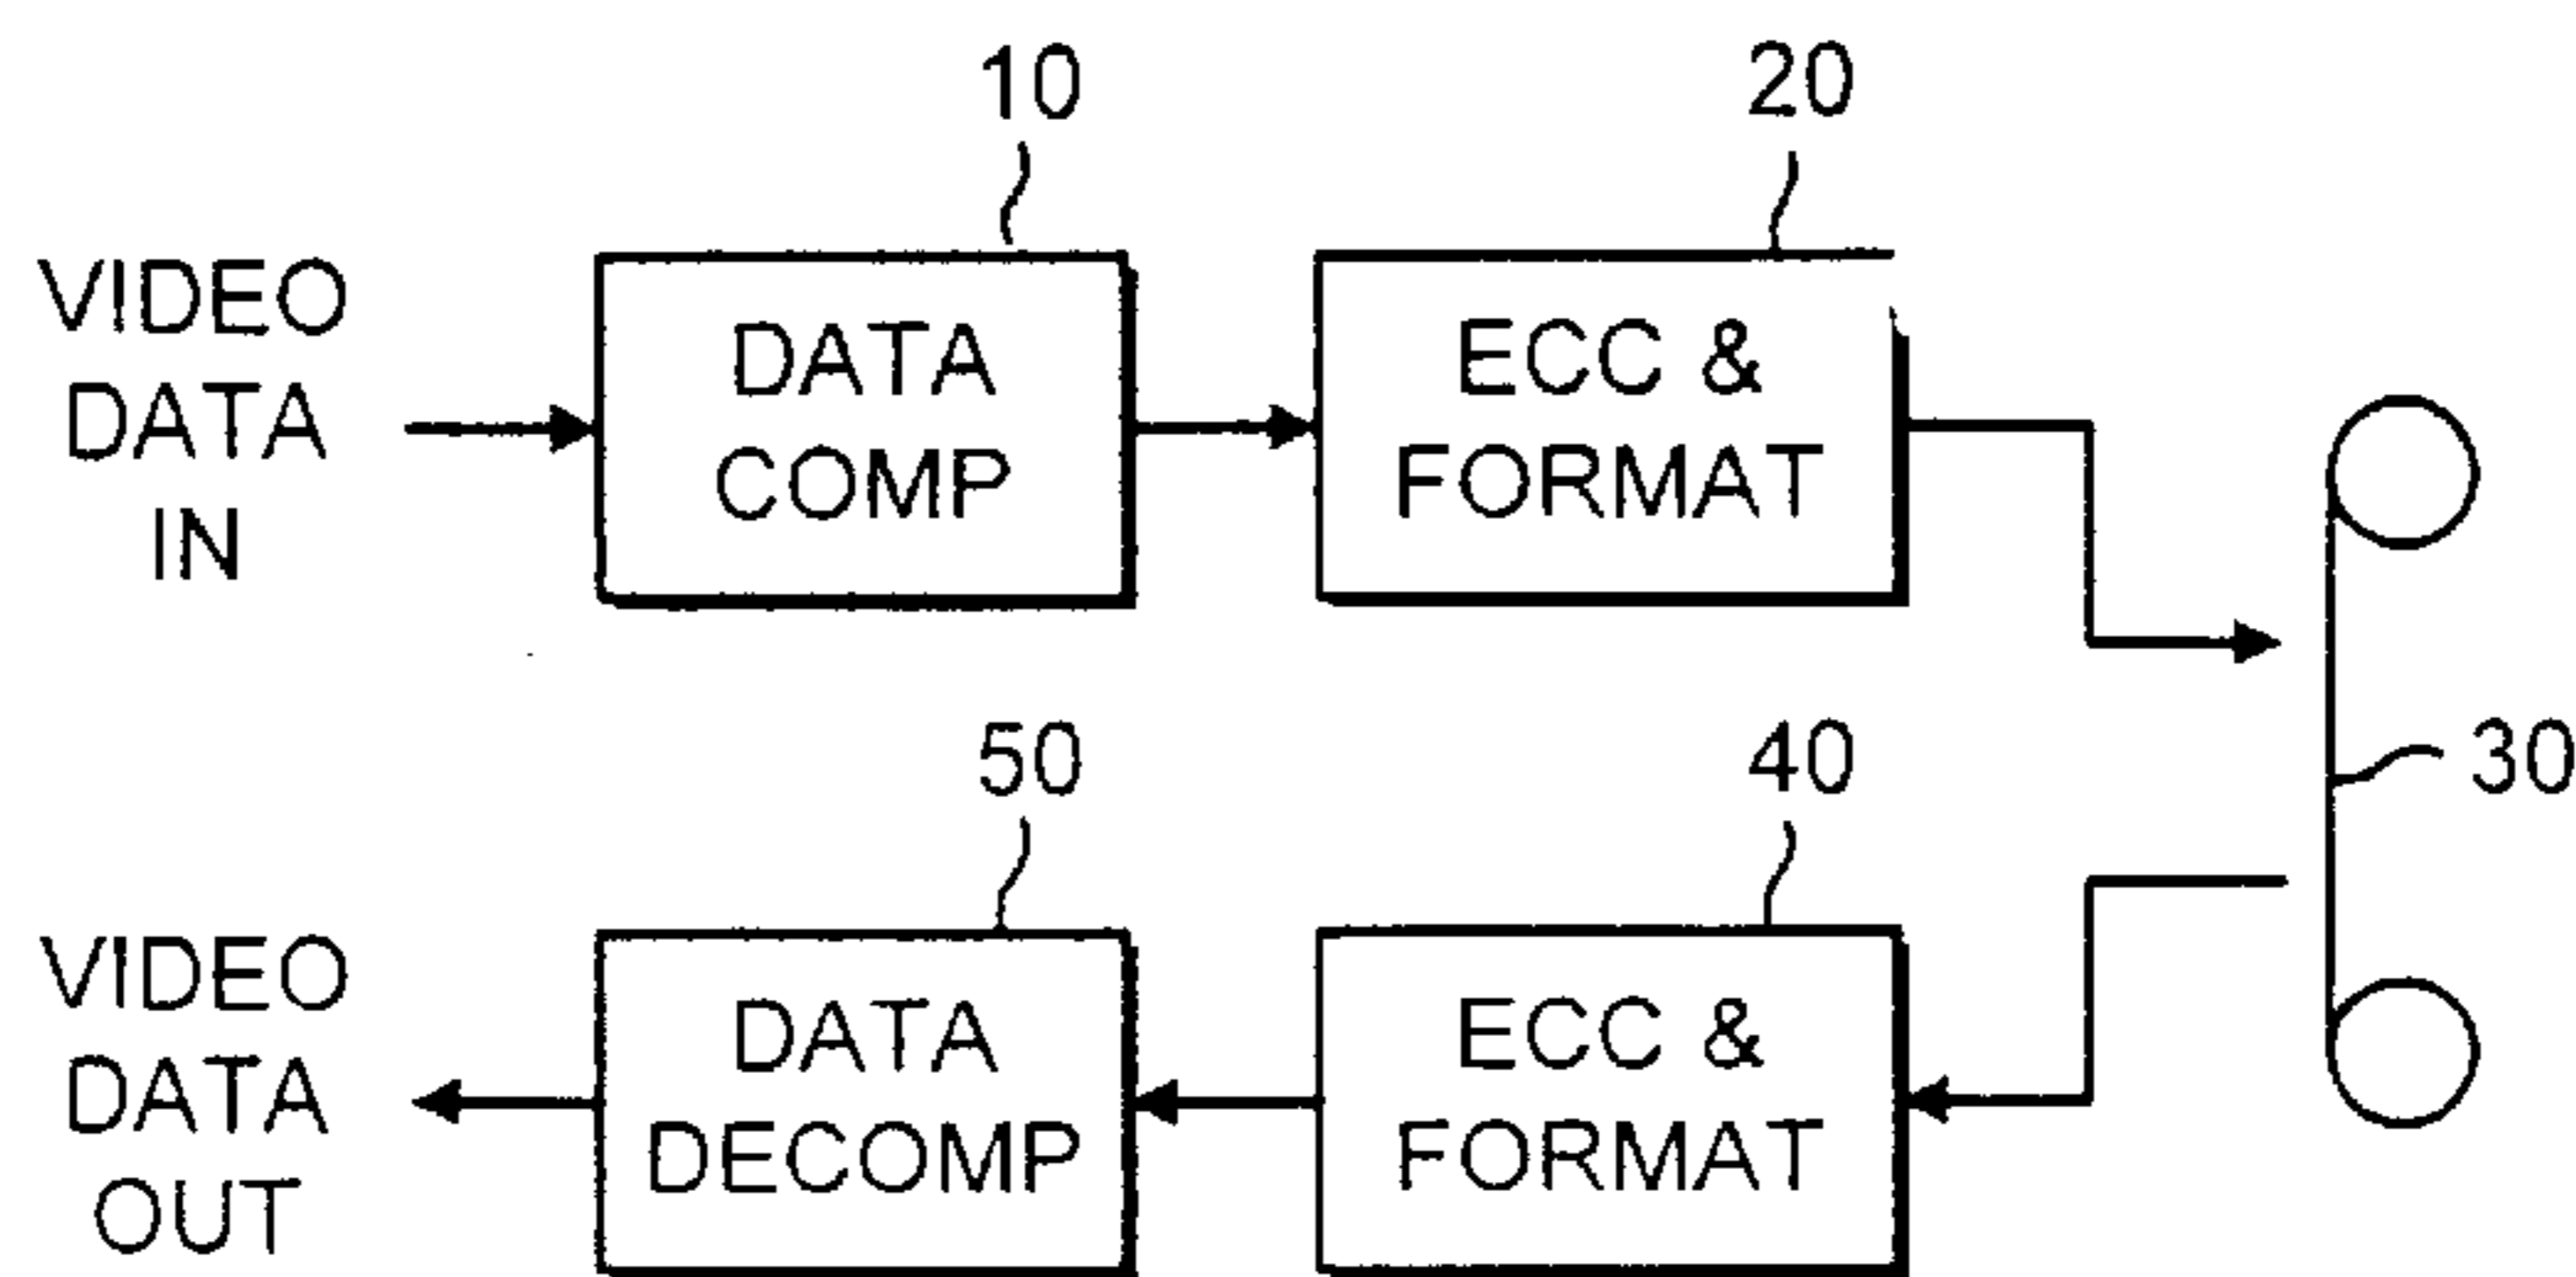 10
20
VIDEO
DATA
IN
DATA
COMP
ECC &
FORMAT
30
50
40
VIDEO
DATA
OUT
DATA
DECOMP
ECC &
FORMAT